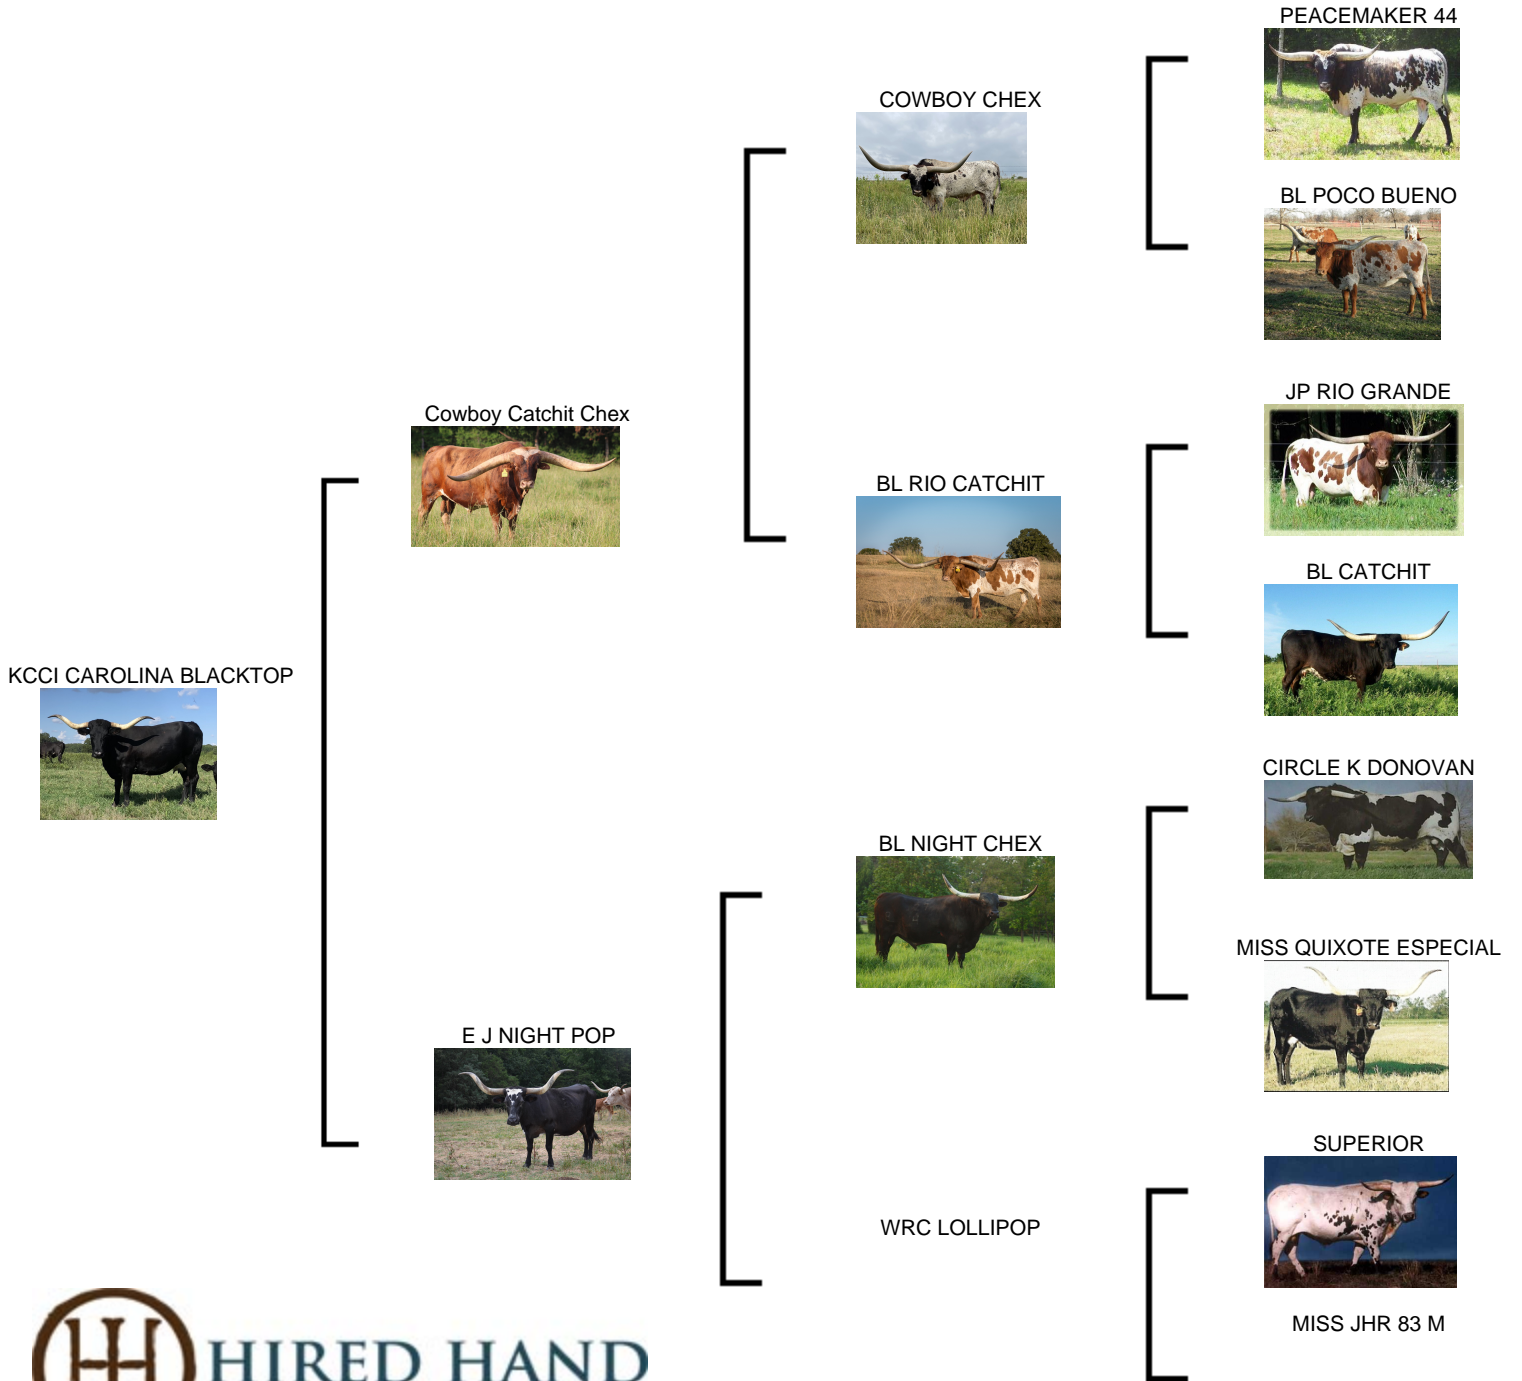 PEACEMAKER 44
COWBOY CHEX
BL POCO BUENO
JP RIO GRANDE
Cowboy Catchit Chex
BL RIO CATCHIT
BL CATCHIT
KCCI CAROLINA BLACKTOP
CIRCLE K DONOVAN
BL NIGHT CHEX
MISS QUIXOTE ESPECIAL
E J NIGHT POP
SUPERIOR
WRC LOLLIPOP
MISS JHR 83 M
HIRED HAND